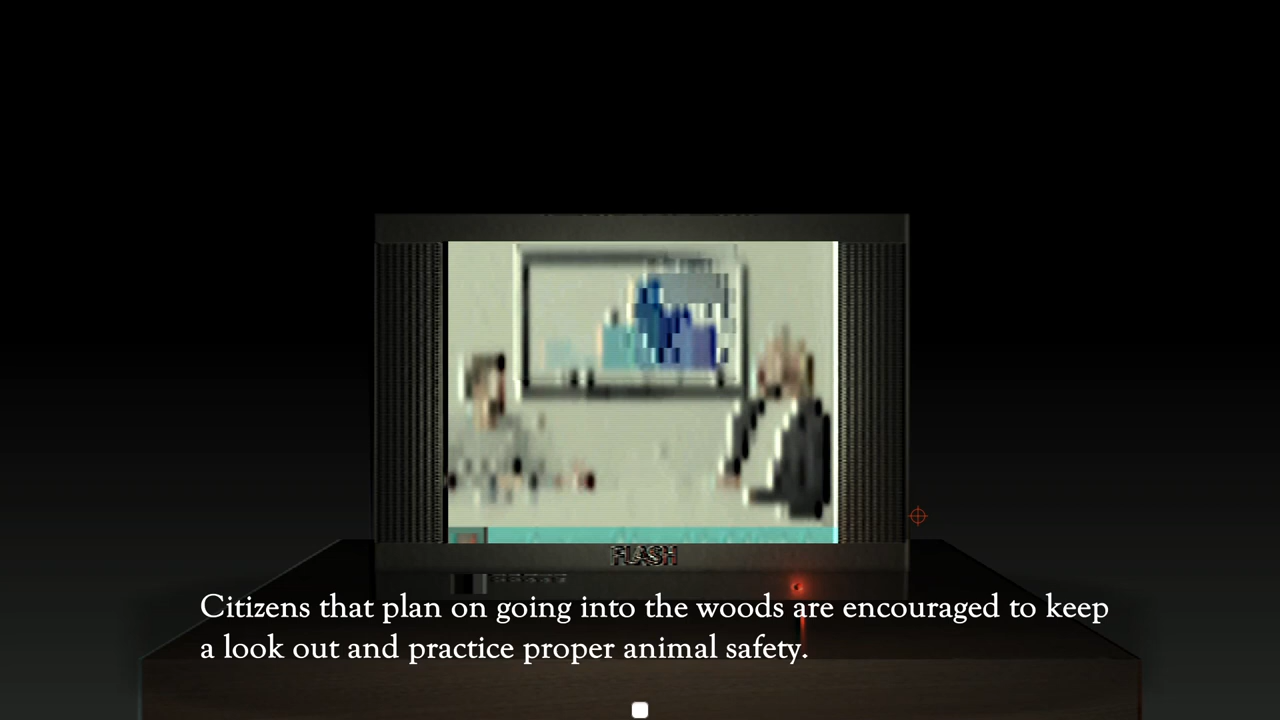 FLASH
Citizens that plan on going into the woods are encouraged to keep
a look out and practice proper animal safety.